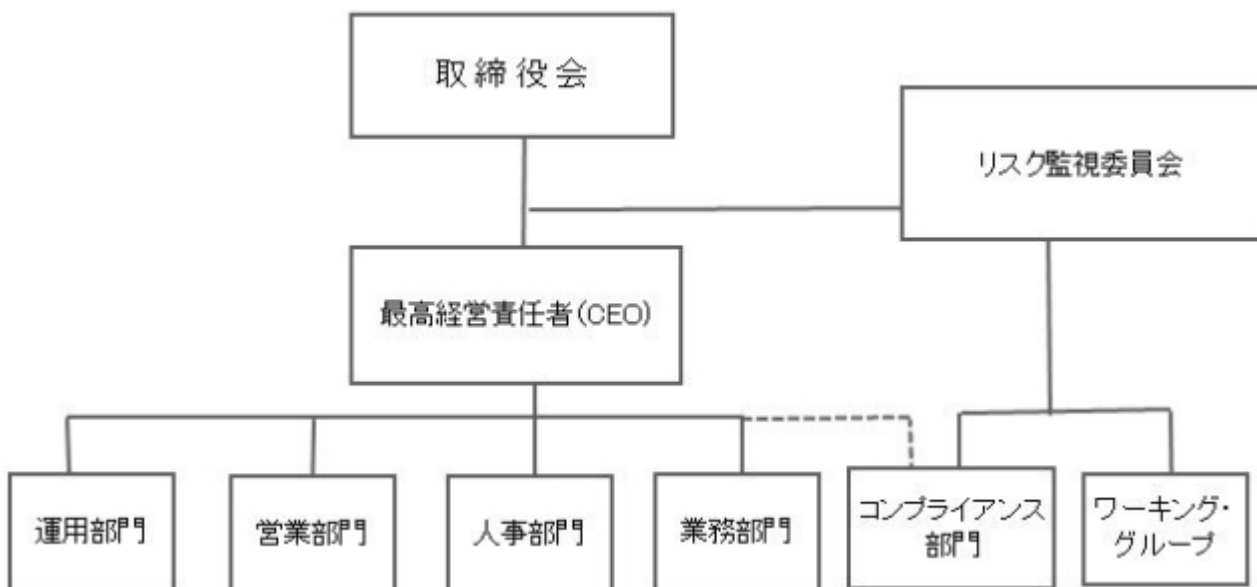 取締役会
リスク監視委員会
最高経営責任者(CEO)
運用部門
営業部門
人事部門
業務部門
コンプライアンス
部門
ワーキング・
グループ